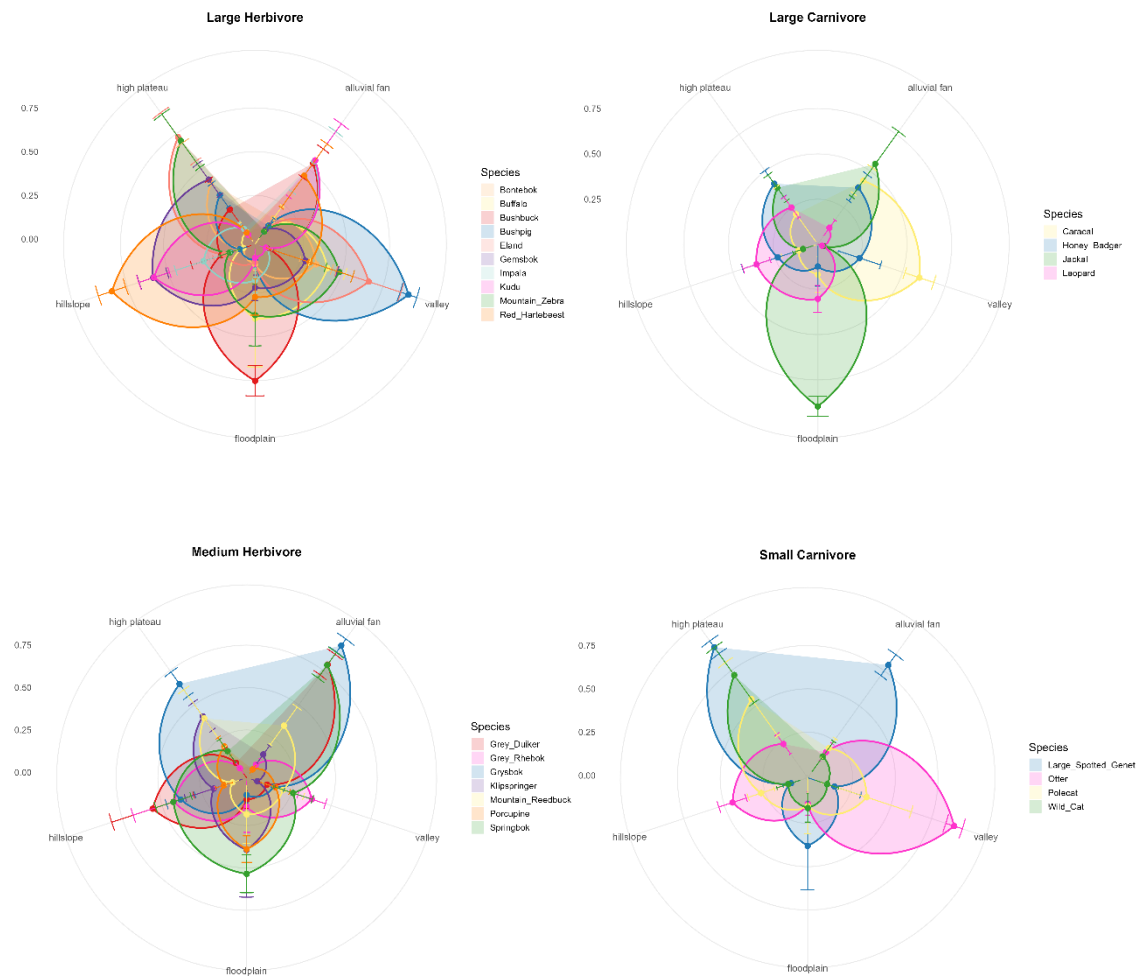 Large Herbivore
high plateau
alluvial fan
0.75
0.50
0.25
0.00
hillslope
valley
floodplain
Species
Bontebok
Buffalo
Bushbuck
Bushpig
Eland
Gemsbok
Impala
Kudu
Mountain_Zebra
Red_Hartebeest
Large Carnivore
high plateau
alluvial fan
0.75
0.50
0.25
0.00
hillslope
valley
floodplain
Species
Caracal
Honey_Badger
Jackal
Leopard
Medium Herbivore
high plateau
alluvial fan
0.75
0.50
0.25
0.00
hillslope
valley
floodplain
Species
Grey_Duiker
Grey_Rhebok
Grysbok
Klipspringer
Mountain_Reedbuck
Porcupine
Springbok
Small Carnivore
high plateau
alluvial fan
0.75
0.50
0.25
0.00
hillslope
valley
floodplain
Species
Large_Spotted_Genet
Otter
Polecat
Wild_Cat